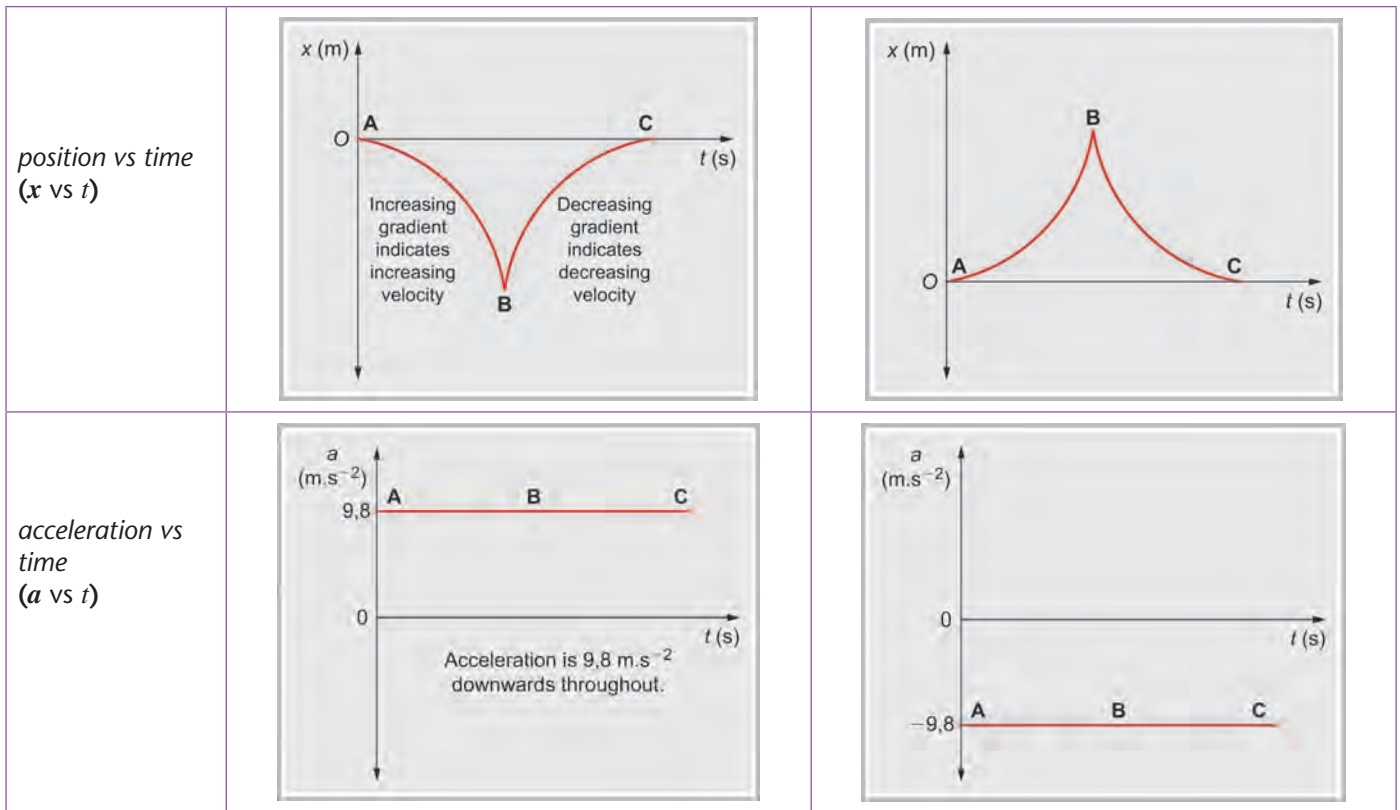 position vs time
(x vs t)
x (m)
A
C
O
t (s)
Increasing
gradient
indicates
increasing
velocity
Decreasing
gradient
indicates
decreasing
velocity
B
x (m)
B
A
C
O
t (s)
acceleration vs
time
(a vs t)
a
(m.s⁻²)
A B C
9,8
0
t (s)
Acceleration is 9,8 m.s⁻²
downwards throughout.
a
(m.s⁻²)
0
t (s)
A B C
−9,8